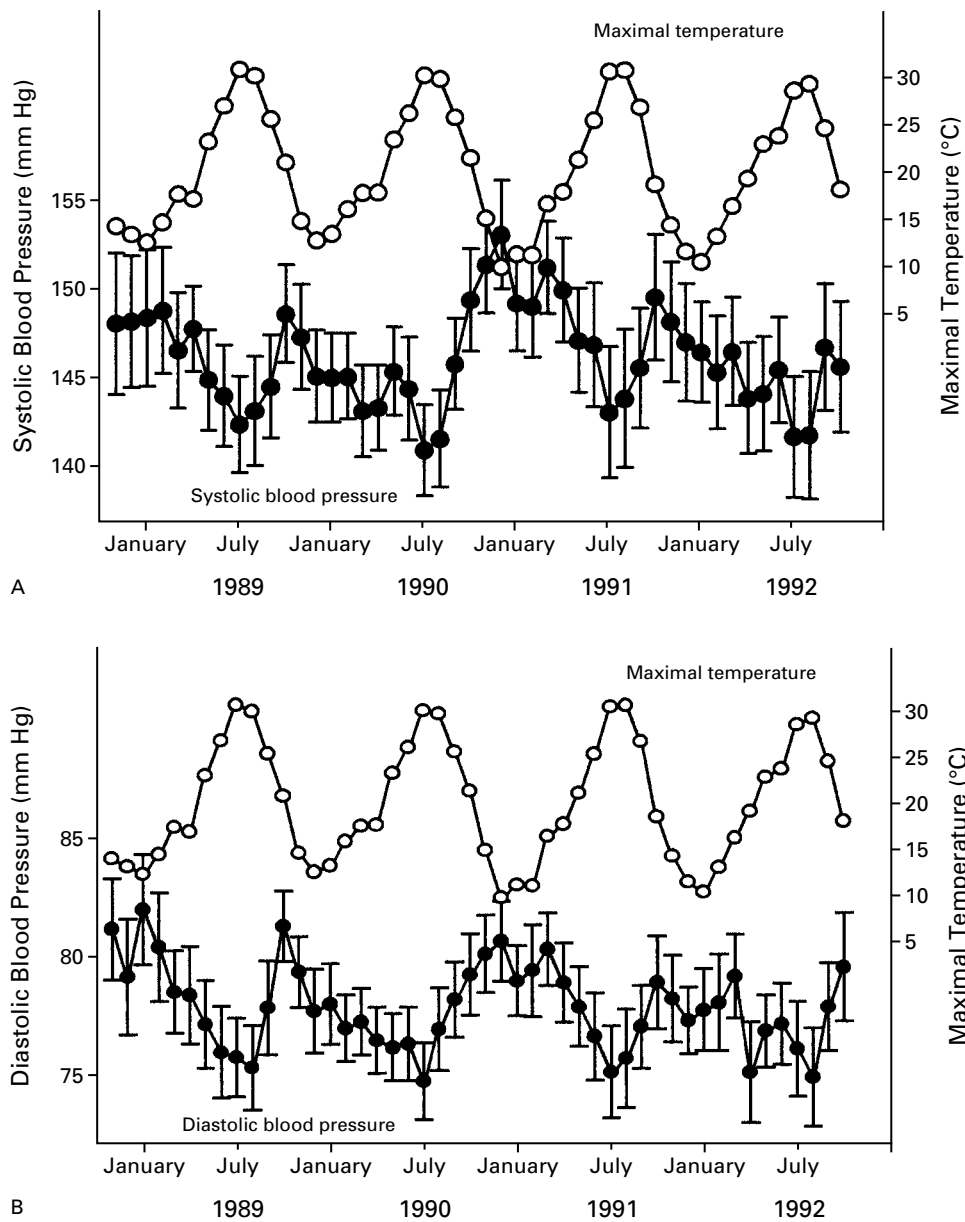 Maximal temperature
Systolic Blood Pressure (mm Hg)
155
150
145
140
30
25
20
15
10
5
Maximal Temperature (°C)
Systolic blood pressure
January July January July January July January July
1989 1990 1991 1992
A
Maximal temperature
Diastolic Blood Pressure (mm Hg)
85
80
75
30
25
20
15
10
5
Maximal Temperature (°C)
Diastolic blood pressure
January July January July January July January July
1989 1990 1991 1992
B